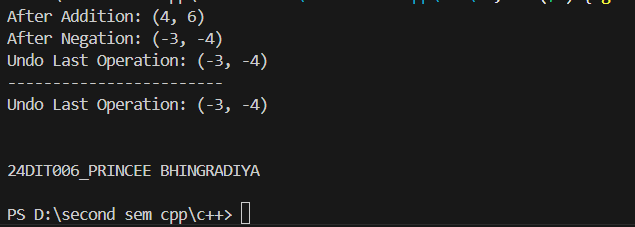 After Addition: (4, 6)
After Negation: (-3, -4)
Undo Last Operation: (-3, -4)
------------------------
Undo Last Operation: (-3, -4)
24DIT006_PRINCEE BHINGRADIYA
PS D:\second sem cpp\c++>